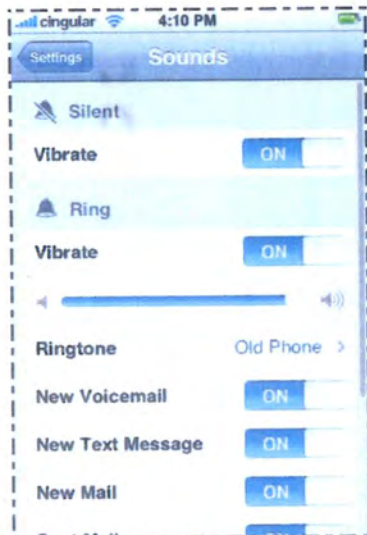 cingular 4:10 PM
Settings Sounds
Silent
Vibrate ON
Ring
Vibrate ON
Ringtone Old Phone >
New Voicemail ON
New Text Message ON
New Mail ON
ON